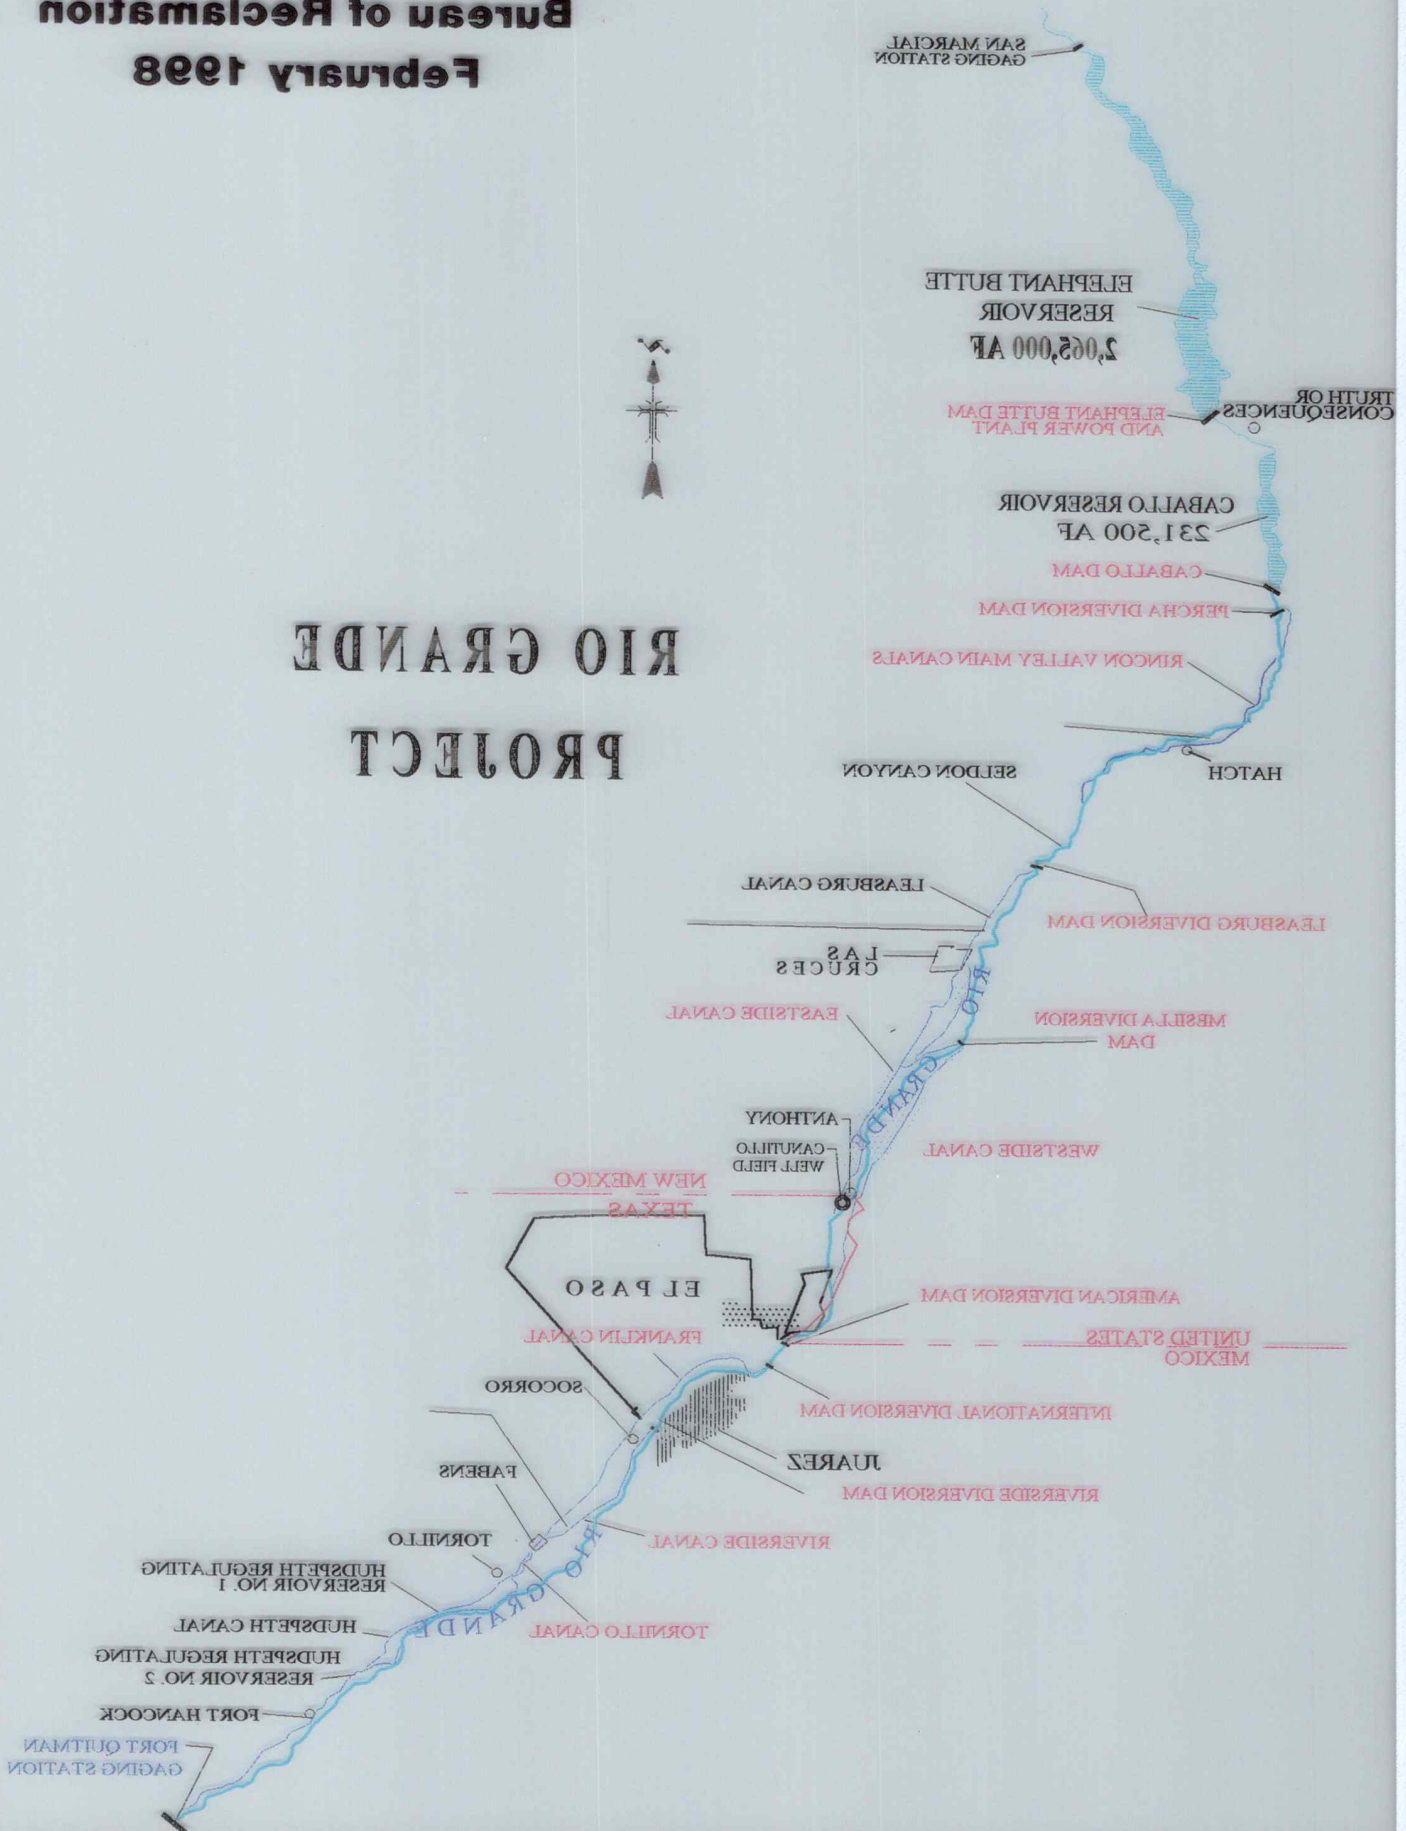 Bureau of Reclamation
February 1998
SAN MARCIAL
GAGING STATION
ELEPHANT BUTTE
RESERVOIR
2,065,000 AF
TRUTH OR
CONSEQUENCES
ELEPHANT BUTTE DAM
AND POWER PLANT
N
CABALLO RESERVOIR
231,500 AF
CABALLO DAM
PERCHA DIVERSION DAM
RINCON VALLEY MAIN CANALS
RIO GRANDE
PROJECT
HATCH
SELDON CANYON
LEASBURG CANAL
LEASBURG DIVERSION DAM
LAS
CRUCES
RIO
EASTSIDE CANAL
MESILLA DIVERSION
DAM
GRANDE
ANTHONY
CANUTILLO
WELL FIELD
WESTSIDE CANAL
NEW MEXICO
TEXAS
EL PASO
AMERICAN DIVERSION DAM
FRANKLIN CANAL
UNITED STATES
MEXICO
SOCORRO
INTERNATIONAL DIVERSION DAM
JUAREZ
FABENS
RIVERSIDE DIVERSION DAM
TORNILLO
RIVERSIDE CANAL
RIO
GRANDE
HUDSPETH REGULATING
RESERVOIR NO. 1
HUDSPETH CANAL
TORNILLO CANAL
HUDSPETH REGULATING
RESERVOIR NO. 2
FORT HANCOCK
FORT QUITMAN
GAGING STATION